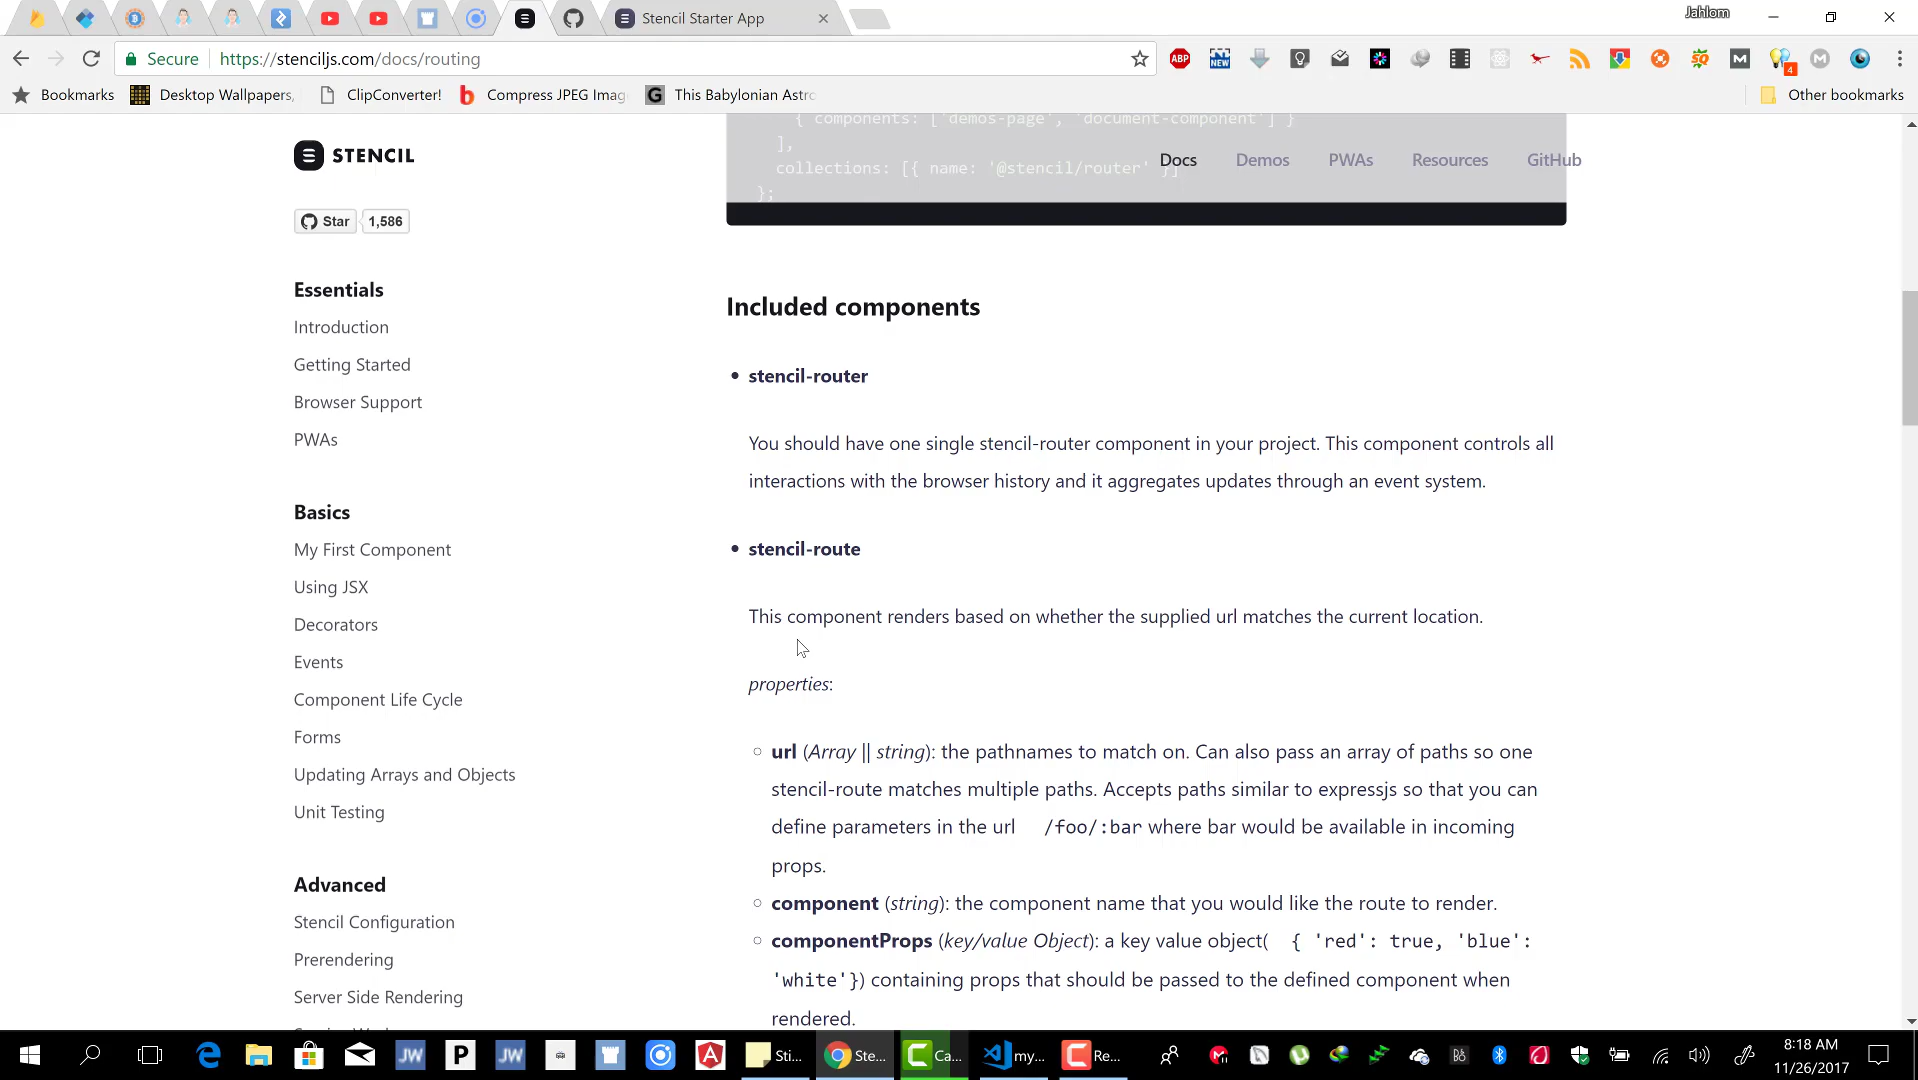 Stencil Starter App
Jahlom
Secure https://stenciljs.com/docs/routing
Bookmarks Desktop Wallpapers, ClipConverter! Compress JPEG Imag This Babylonian Astro Other bookmarks
STENCIL
Docs Demos PWAs Resources GitHub
Star 1,586
Essentials
Introduction
Getting Started
Browser Support
PWAs
Basics
My First Component
Using JSX
Decorators
Events
Component Life Cycle
Forms
Updating Arrays and Objects
Unit Testing
Advanced
Stencil Configuration
Prerendering
Server Side Rendering
{ components: ['demos-page', 'document-component'] }
],
collections: [{ name: '@stencil/router' }]
};
Included components
stencil-router
You should have one single stencil-router component in your project. This component controls all
interactions with the browser history and it aggregates updates through an event system.
stencil-route
This component renders based on whether the supplied url matches the current location.
properties:
url (Array || string): the pathnames to match on. Can also pass an array of paths so one
stencil-route matches multiple paths. Accepts paths similar to expressjs so that you can
define parameters in the url /foo/:bar where bar would be available in incoming
props.
component (string): the component name that you would like the route to render.
componentProps (key/value Object): a key value object( { 'red': true, 'blue':
'white'}) containing props that should be passed to the defined component when
rendered.
Sti... Ste... Ca... my... Re...
8:18 AM
11/26/2017